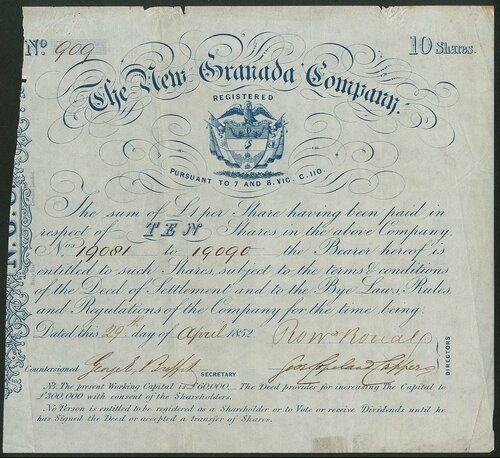 No 909
10 Shares.
The New Granada Company.
REGISTERED
PURSUANT TO 7 AND 8. VIC. C. 110.
The sum of £1 per Share having been paid in
respect of TEN Shares in the above Company,
Nos 19081 to 19090 the Bearer hereof is
entitled to such Shares, subject to the terms & conditions
of the Deed of Settlement and to the Bye Laws, Rules
and Regulations of the Company for the time being.
Dated this 29th day of April 1852
Countersigned George
SECRETARY
Copeland Capper
DIRECTORS
NB. The present Working Capital is £60,000. The Deed provides for increasing the Capital to
£300,000 with consent of the Shareholders.
No Person is entitled to be registered as a Shareholder or to Vote or receive Dividends until he
has Signed the Deed or accepted a transfer of Shares.